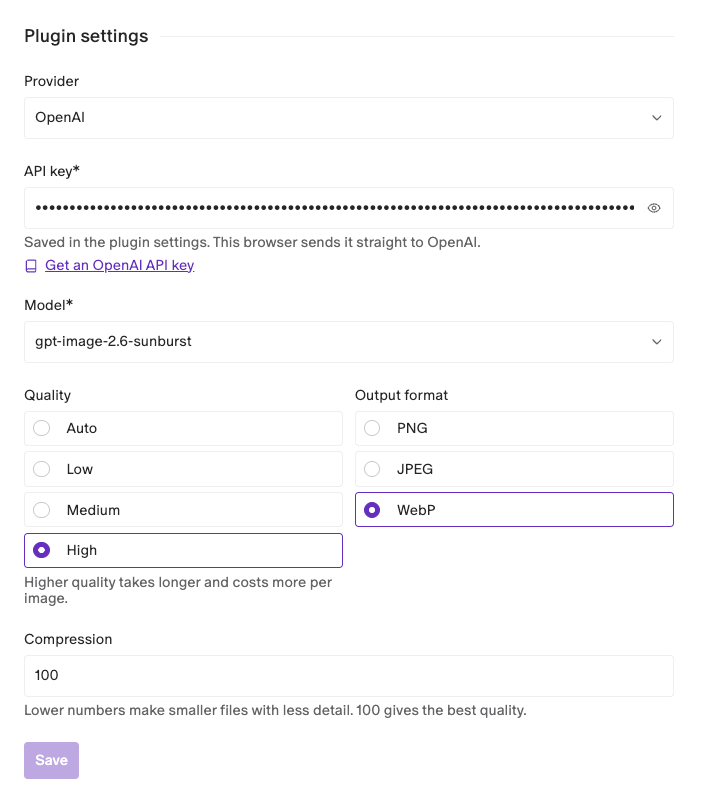 Plugin settings
Provider
OpenAI
API key*
••••••••••••••••••••••••••••••••••••••••••••••••••••••••••••••••••••••••••••••••••••••••
Saved in the plugin settings. This browser sends it straight to OpenAI.
Get an OpenAI API key
Model*
gpt-image-2.6-sunburst
Quality
Auto
Low
Medium
High
Higher quality takes longer and costs more per
image.
Output format
PNG
JPEG
WebP
Compression
100
Lower numbers make smaller files with less detail. 100 gives the best quality.
Save